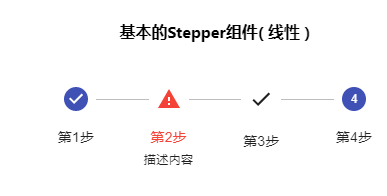 基本的Stepper组件( 线性 )
4
第1步
第2步
第3步
第4步
描述内容